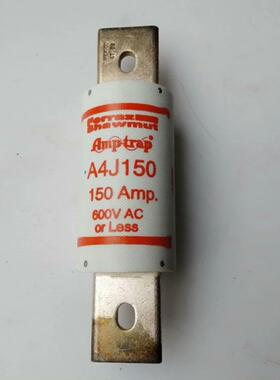 Ferraz
Shawmut
Amp-trap
A4J150
150 Amp.
600V AC
or Less